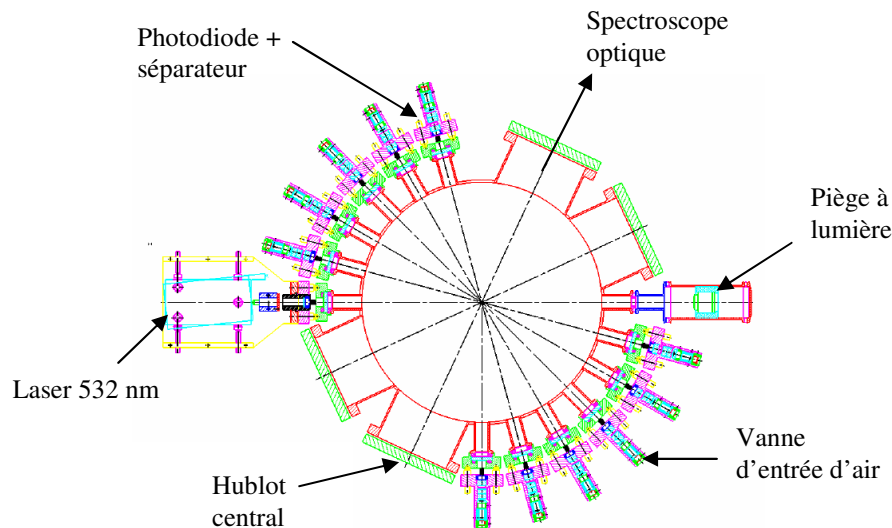 Photodiode +
séparateur
Spectroscope
optique
Piège à
lumière
Laser 532 nm
Hublot
central
Vanne
d'entrée d'air